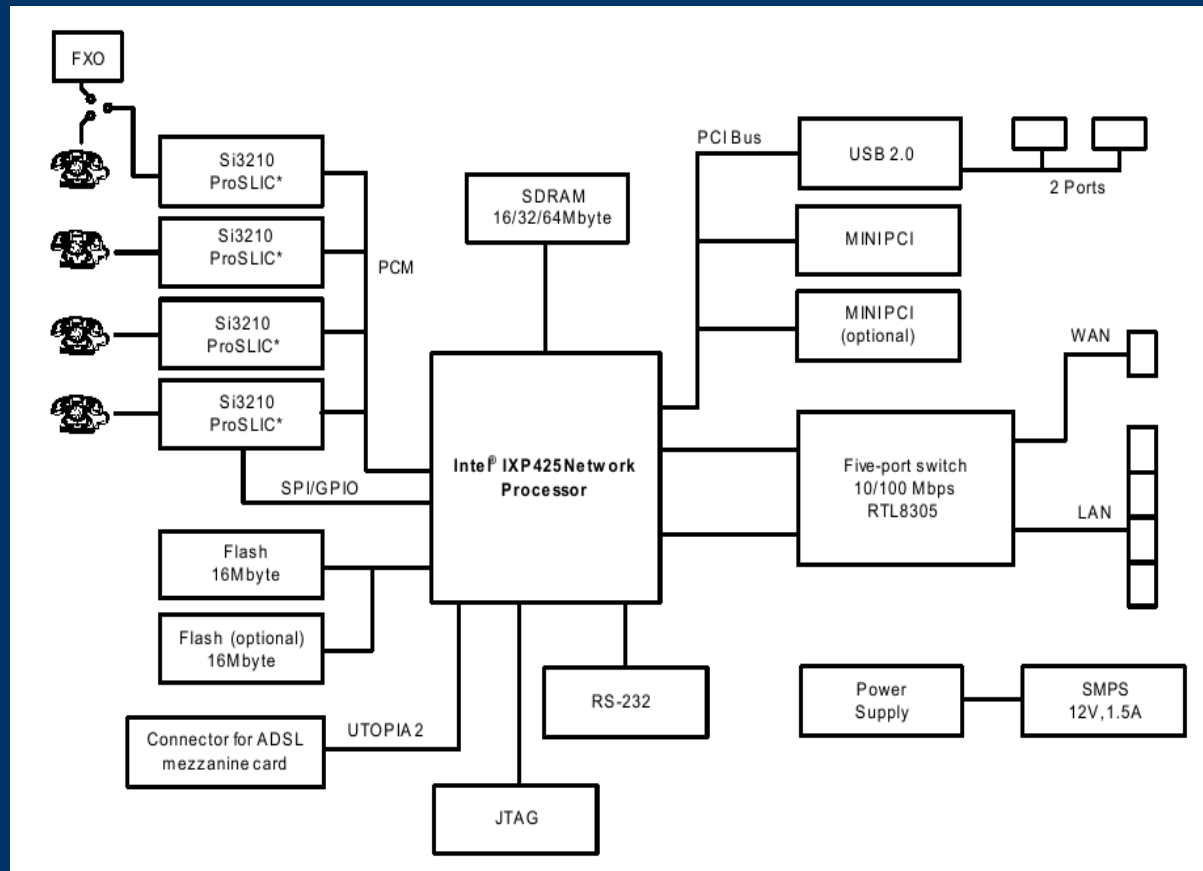 FXO
Si3210
ProSLIC*
Si3210
ProSLIC*
Si3210
ProSLIC*
Si3210
ProSLIC*
PCM
SPI/GPIO
SDRAM
16/32/64Mbyte
PCI Bus
USB 2.0
2 Ports
MINIPCI
MINIPCI
(optional)
WAN
Intel® IXP425 Network
Processor
Five-port switch
10/100 Mbps
RTL8305
LAN
Flash
16Mbyte
Flash (optional)
16Mbyte
UTOPIA 2
Connector for ADSL
mezzanine card
JTAG
RS-232
Power
Supply
SMPS
12V, 1.5A